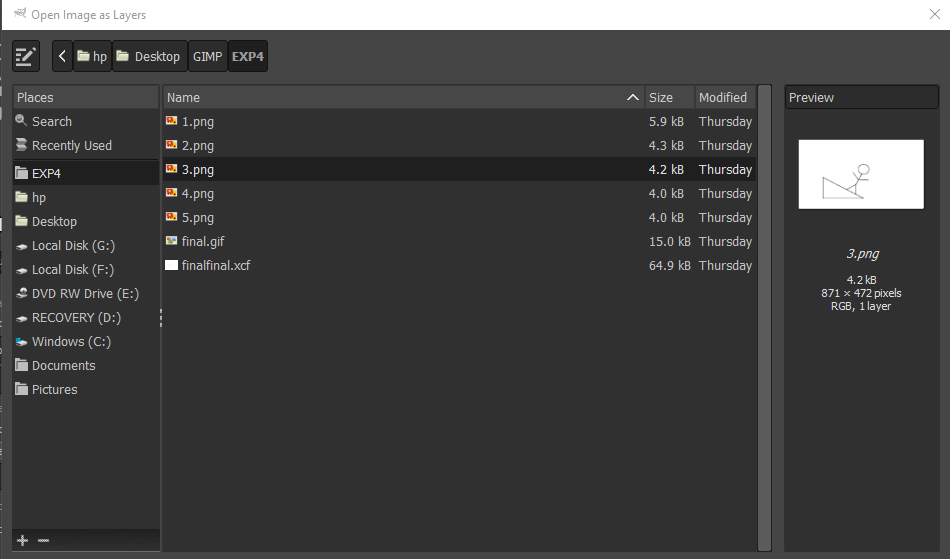 Open Image as Layers
hp Desktop GIMP EXP4
Places
Search
Recently Used
EXP4
hp
Desktop
Local Disk (G:)
Local Disk (F:)
DVD RW Drive (E:)
RECOVERY (D:)
Windows (C:)
Documents
Pictures
Name Size Modified
1.png 5.9 kB Thursday
2.png 4.3 kB Thursday
3.png 4.2 kB Thursday
4.png 4.0 kB Thursday
5.png 4.0 kB Thursday
final.gif 15.0 kB Thursday
finalfinal.xcf 64.9 kB Thursday
Preview
3.png
4.2 kB
871 × 472 pixels
RGB, 1 layer